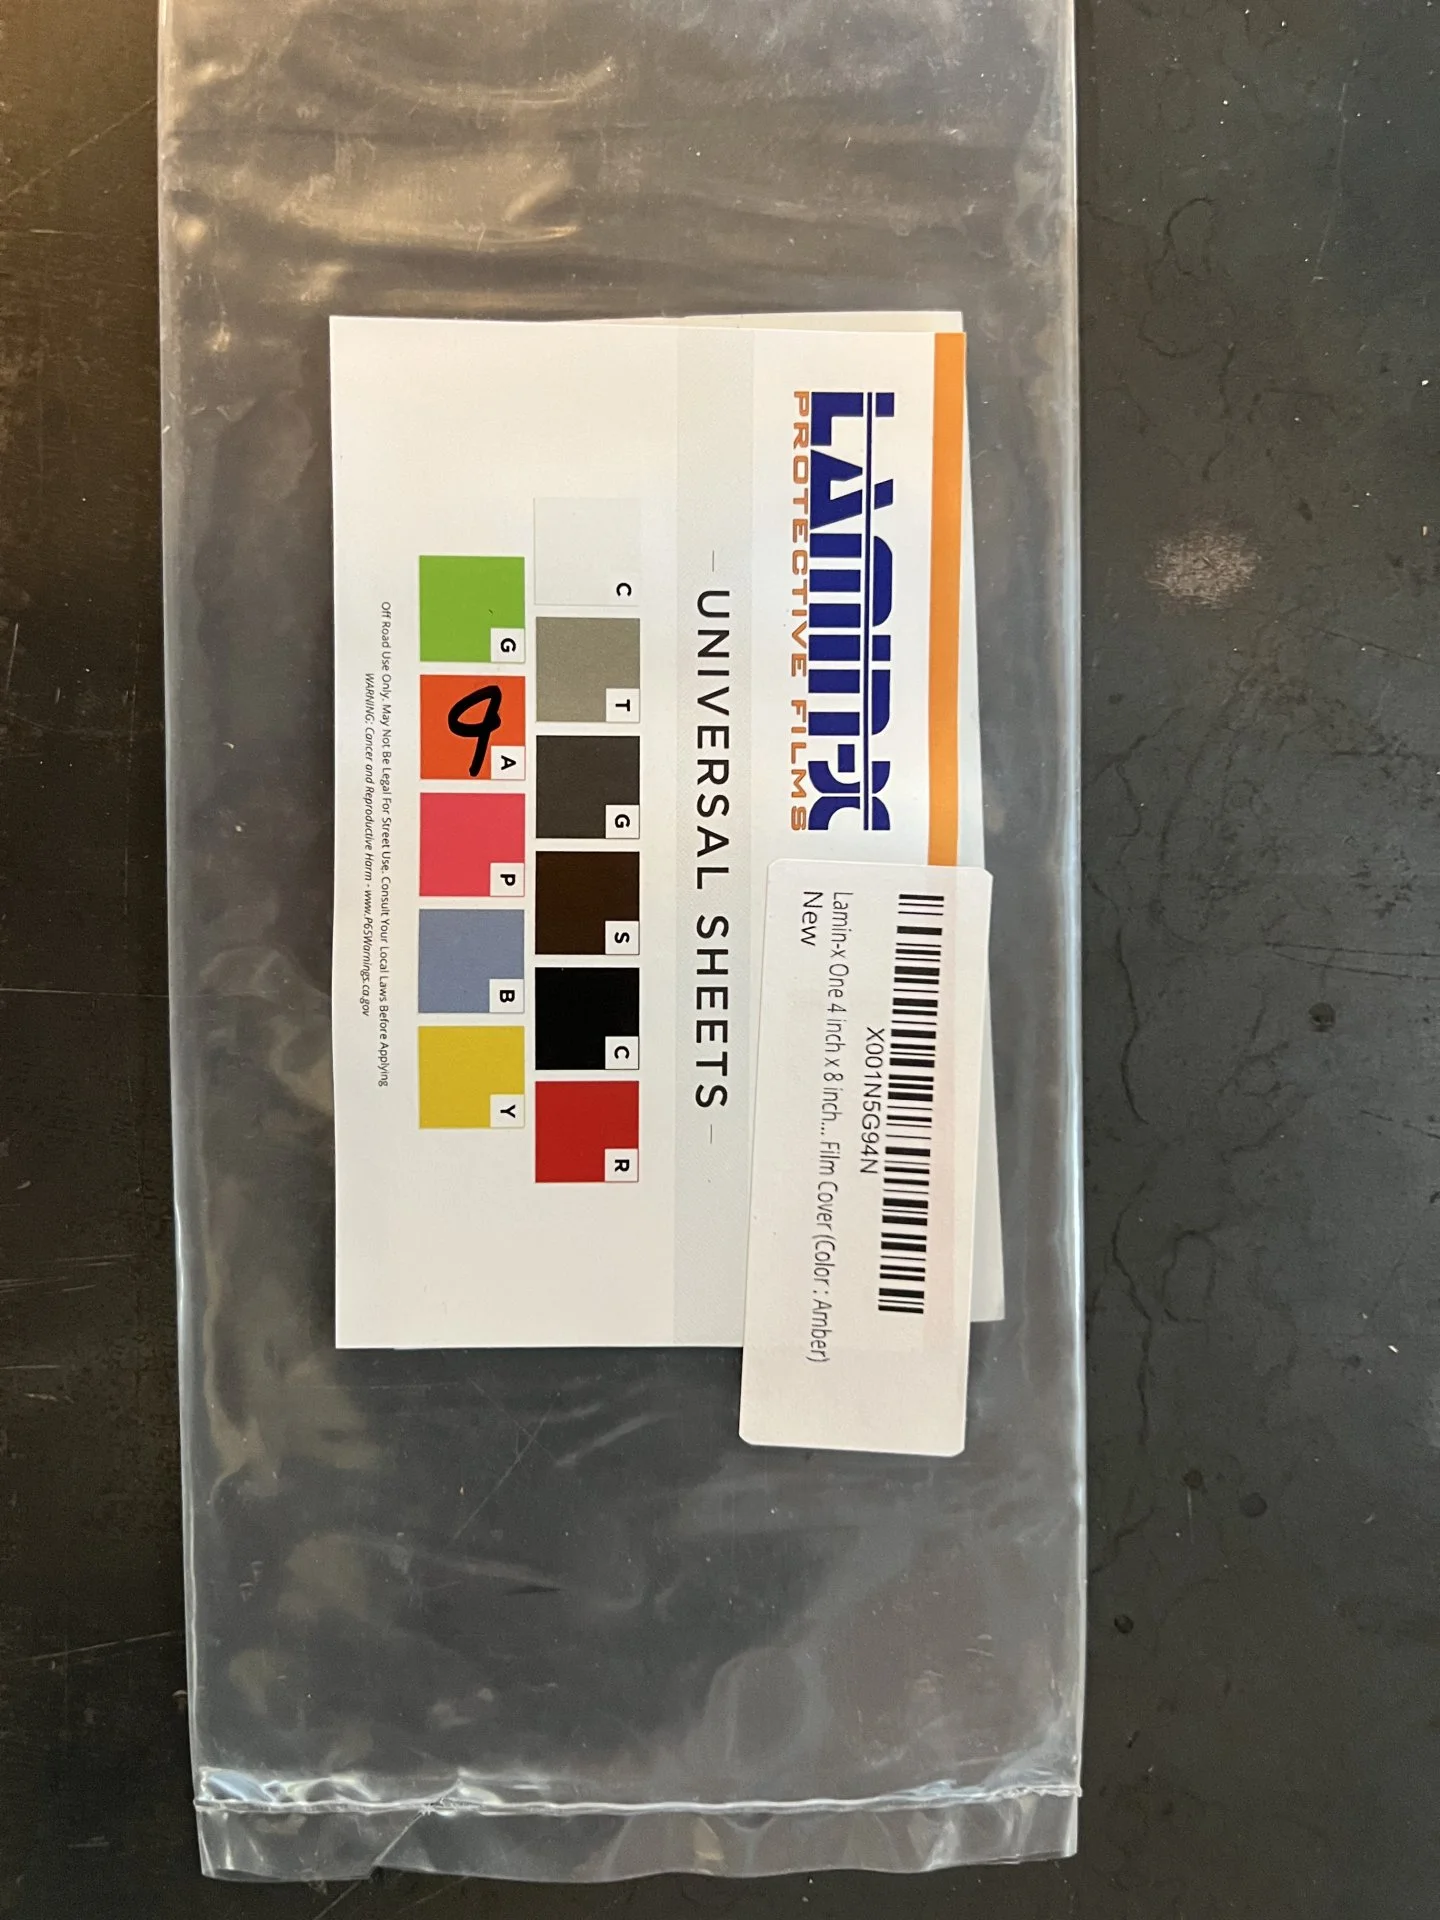 LAMIN-X
PROTECTIVE FILMS
X001N5G94N
Lamin-x One 4 inch x 8 inch... Film Cover (Color : Amber)
New
- UNIVERSAL SHEETS -
C T G S C R
G A P B Y
Off Road Use Only. May Not Be Legal For Street Use. Consult Your Local Laws Before Applying
WARNING: Cancer and Reproductive Harm - www.P65Warnings.ca.gov